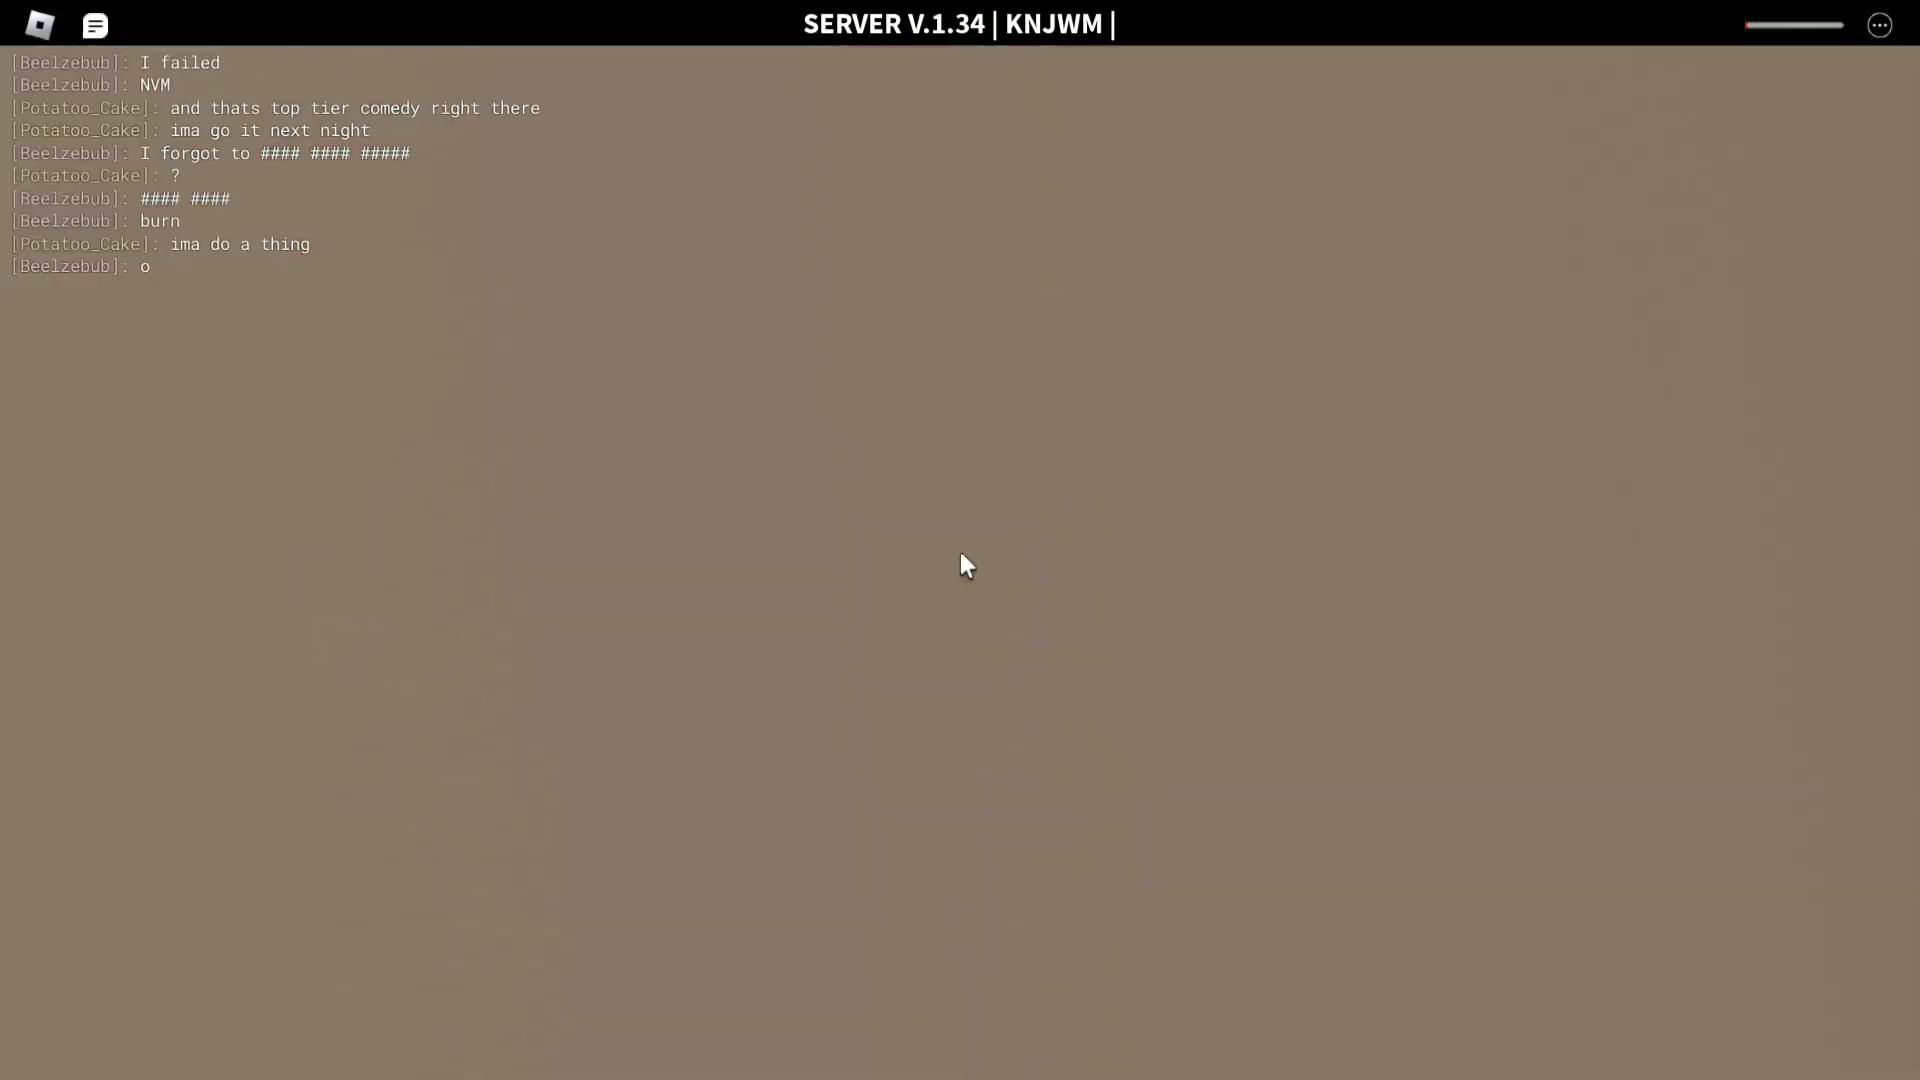 SERVER V.1.34 | KNJWM |
[Beelzebub]: I failed
[Beelzebub]: NVM
[Potatoo_Cake]: and thats top tier comedy right there
[Potatoo_Cake]: ima go it next night
[Beelzebub]: I forgot to #### #### #####
[Potatoo_Cake]: ?
[Beelzebub]: #### ####
[Beelzebub]: burn
[Potatoo_Cake]: ima do a thing
[Beelzebub]: o